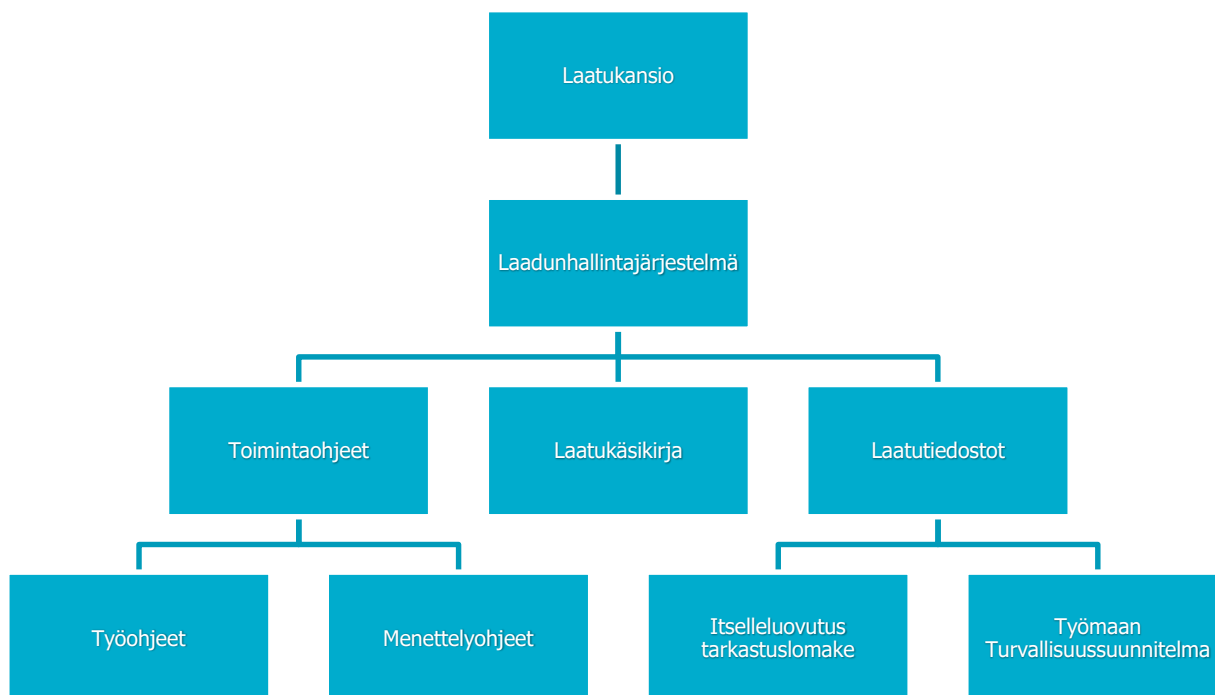 Laatukansio
Laadunhallintajärjestelmä
Toimintaohjeet
Laatukäsikirja
Laatutiedostot
Työohjeet
Menettelyohjeet
Itselleluovutus
tarkastuslomake
Työmaan
Turvallisuussuunnitelma